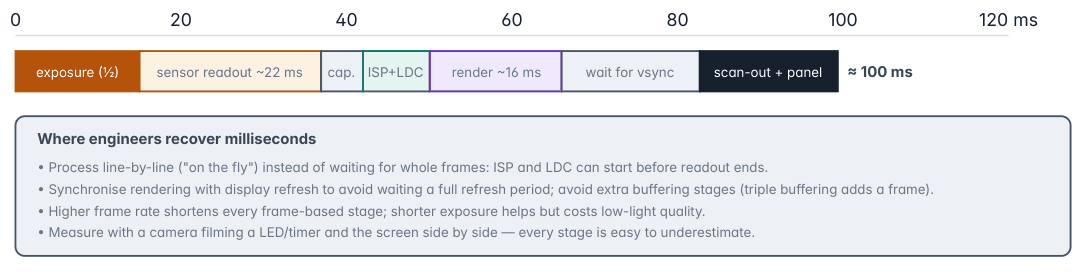 0 20 40 60 80 100 120 ms
exposure (½) sensor readout ~22 ms cap. ISP+LDC render ~16 ms wait for vsync scan-out + panel ≈ 100 ms
Where engineers recover milliseconds
• Process line-by-line ("on the fly") instead of waiting for whole frames: ISP and LDC can start before readout ends.
• Synchronise rendering with display refresh to avoid waiting a full refresh period; avoid extra buffering stages (triple buffering adds a frame).
• Higher frame rate shortens every frame-based stage; shorter exposure helps but costs low-light quality.
• Measure with a camera filming a LED/timer and the screen side by side — every stage is easy to underestimate.